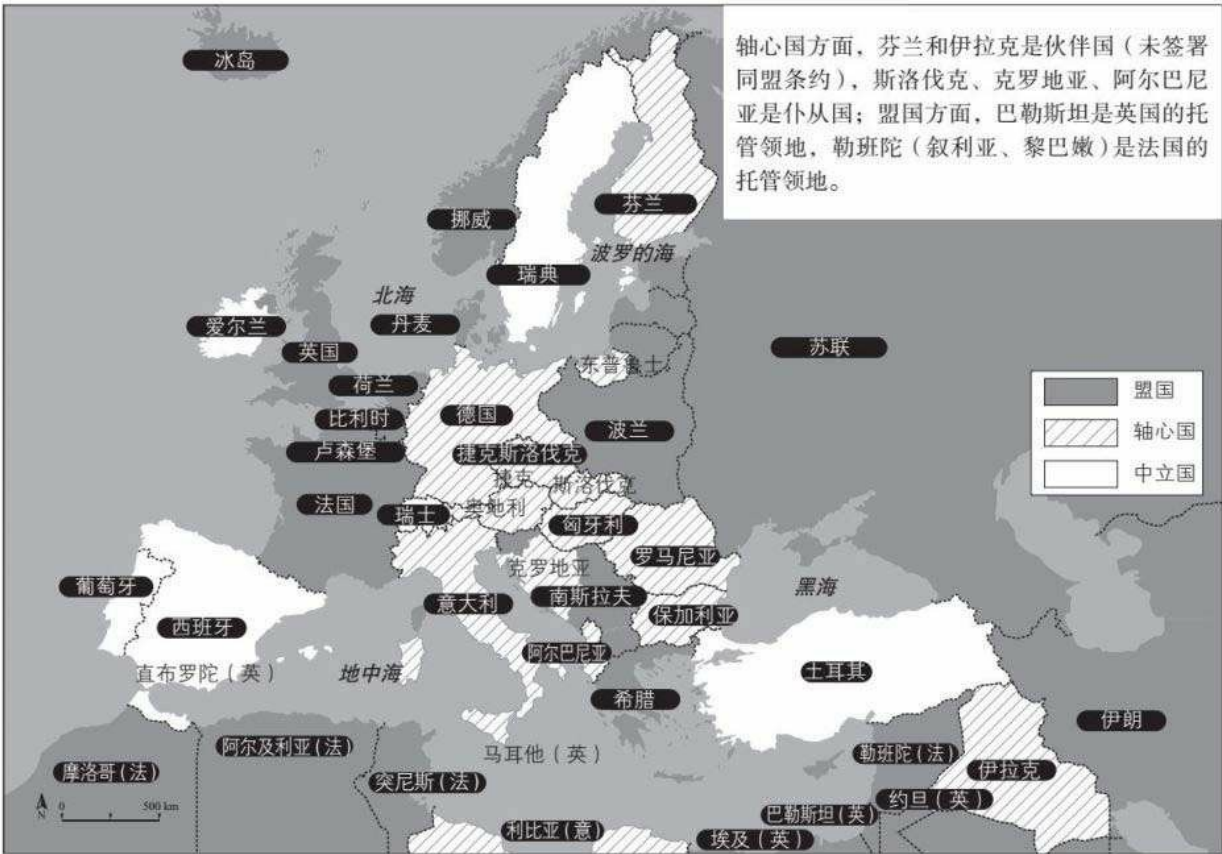 轴心国方面，芬兰和伊拉克是伙伴国（未签署
同盟条约），斯洛伐克、克罗地亚、阿尔巴尼
亚是仆从国；盟国方面，巴勒斯坦是英国的托
管领地，勒班陀（叙利亚、黎巴嫩）是法国的
托管领地。
冰岛
芬兰
挪威
波罗的海
瑞典
北海
爱尔兰
丹麦
英国
苏联
东普鲁士
荷兰
盟国
比利时
德国
波兰
轴心国
卢森堡
捷克斯洛伐克
中立国
捷克
斯洛伐克
法国
瑞士
奥地利
匈牙利
罗马尼亚
克罗地亚
葡萄牙
黑海
意大利
南斯拉夫
保加利亚
西班牙
阿尔巴尼亚
直布罗陀（英）
地中海
土耳其
希腊
伊朗
阿尔及利亚(法)
马耳他（英）
勒班陀(法)
摩洛哥(法)
伊拉克
突尼斯(法)
约旦（英）
N
0 500 km
巴勒斯坦(英)
利比亚(意)
埃及（英）